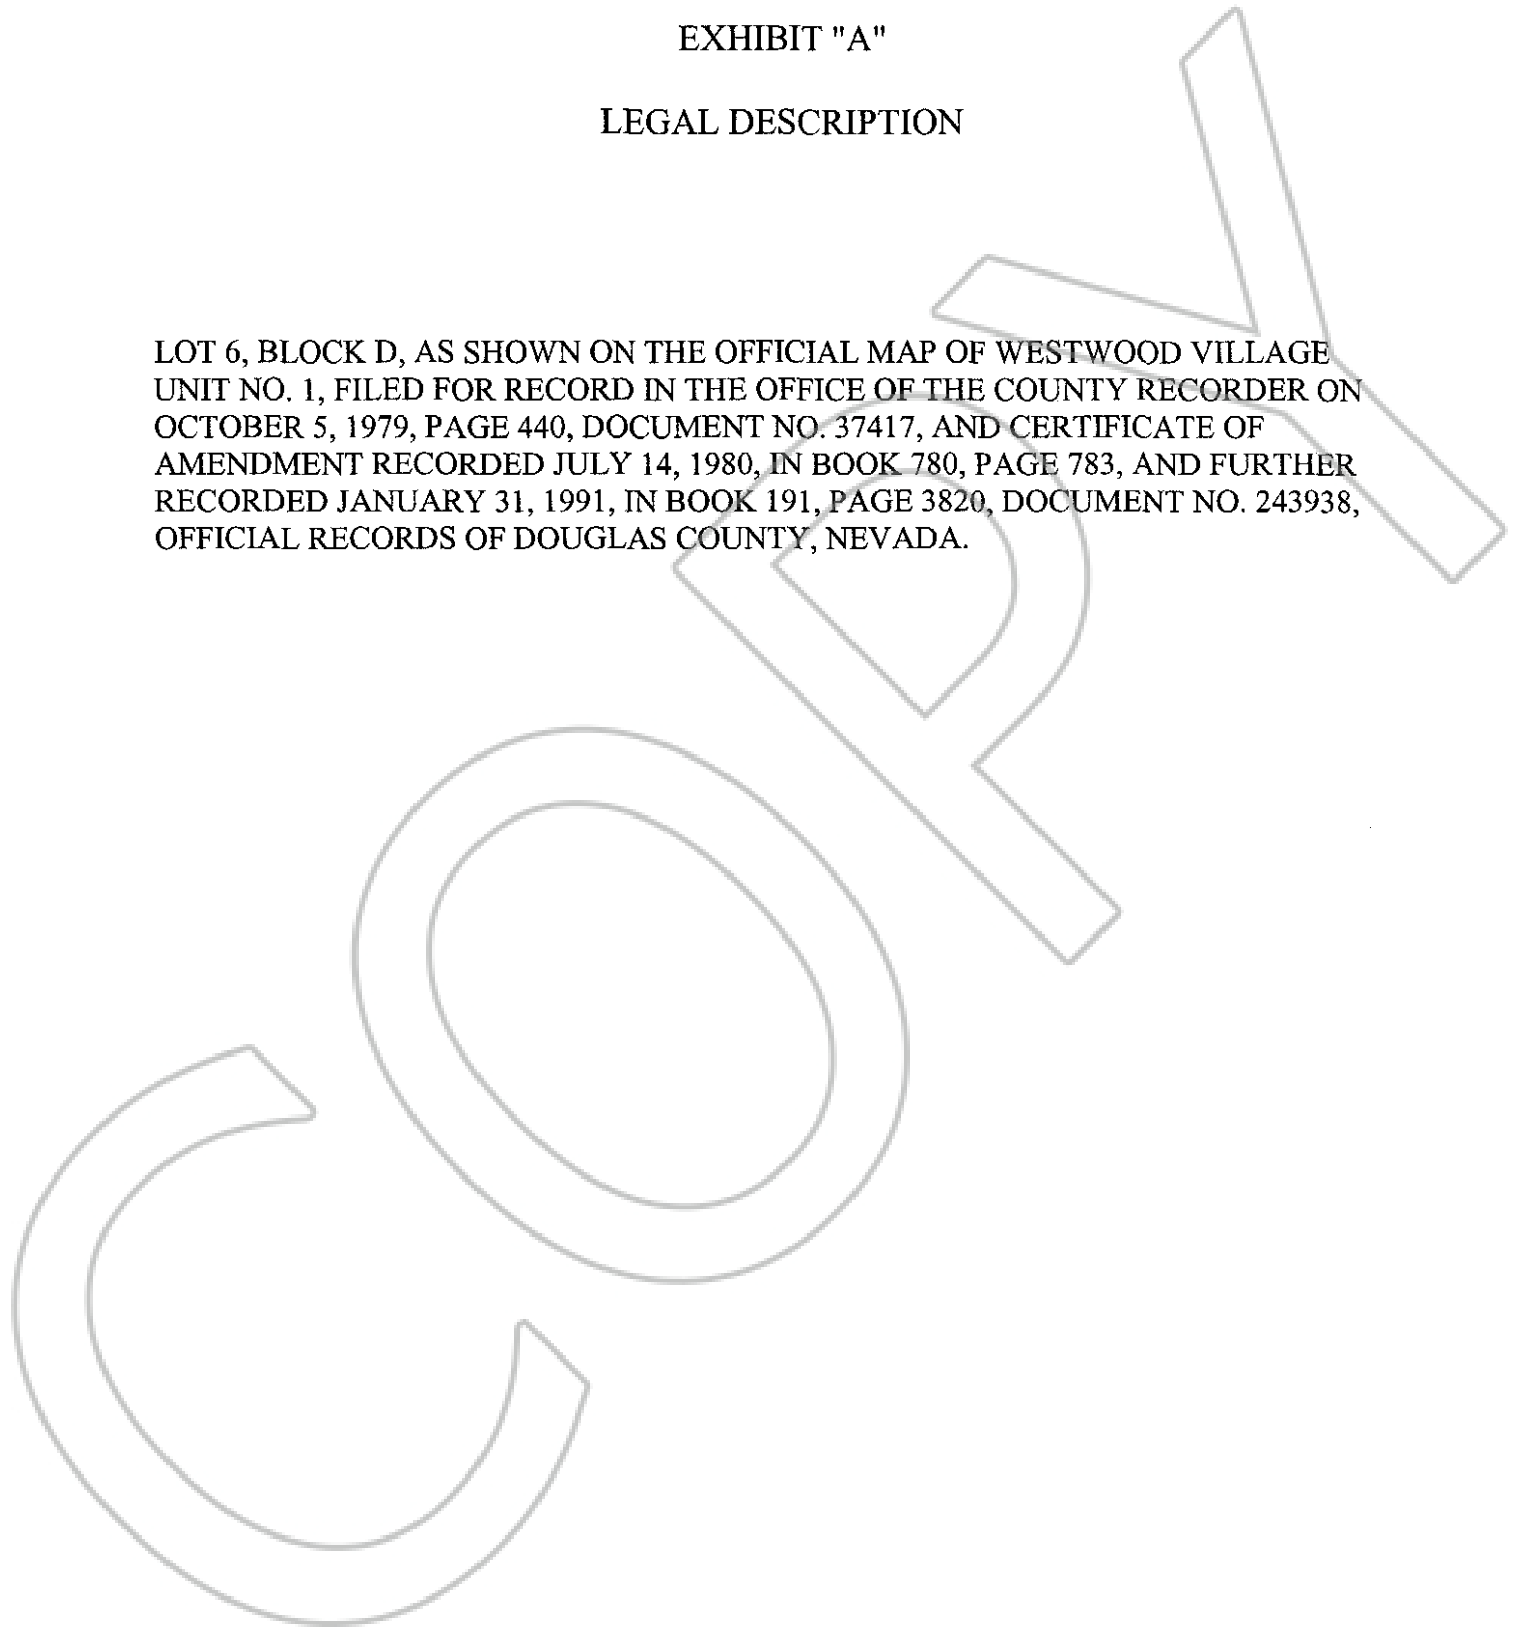 EXHIBIT "A"
LEGAL DESCRIPTION
LOT 6, BLOCK D, AS SHOWN ON THE OFFICIAL MAP OF WESTWOOD VILLAGE
UNIT NO. 1, FILED FOR RECORD IN THE OFFICE OF THE COUNTY RECORDER ON
OCTOBER 5, 1979, PAGE 440, DOCUMENT NO. 37417, AND CERTIFICATE OF
AMENDMENT RECORDED JULY 14, 1980, IN BOOK 780, PAGE 783, AND FURTHER
RECORDED JANUARY 31, 1991, IN BOOK 191, PAGE 3820, DOCUMENT NO. 243938,
OFFICIAL RECORDS OF DOUGLAS COUNTY, NEVADA.
COPY